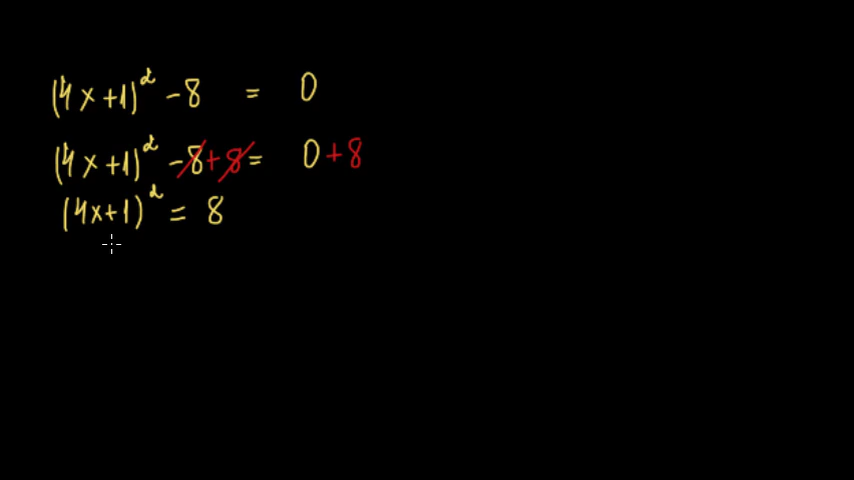 (4x+1)² -8 = 0
(4x+1)² -8+8= 0+8
(4x+1)² = 8